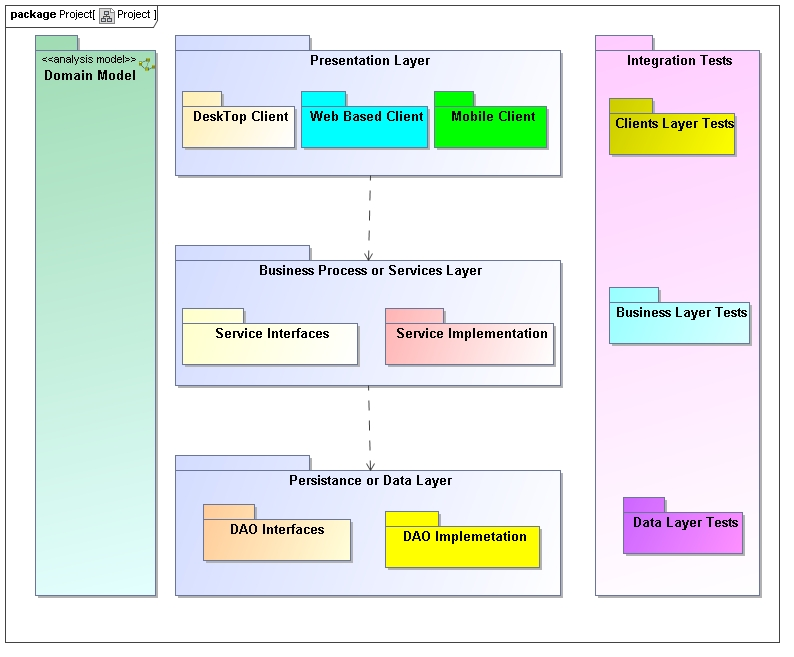 package Project[ Project ]
<<analysis model>>
Domain Model
Presentation Layer
DeskTop Client
Web Based Client
Mobile Client
Business Process or Services Layer
Service Interfaces
Service Implementation
Persistance or Data Layer
DAO Interfaces
DAO Implemetation
Integration Tests
Clients Layer Tests
Business Layer Tests
Data Layer Tests